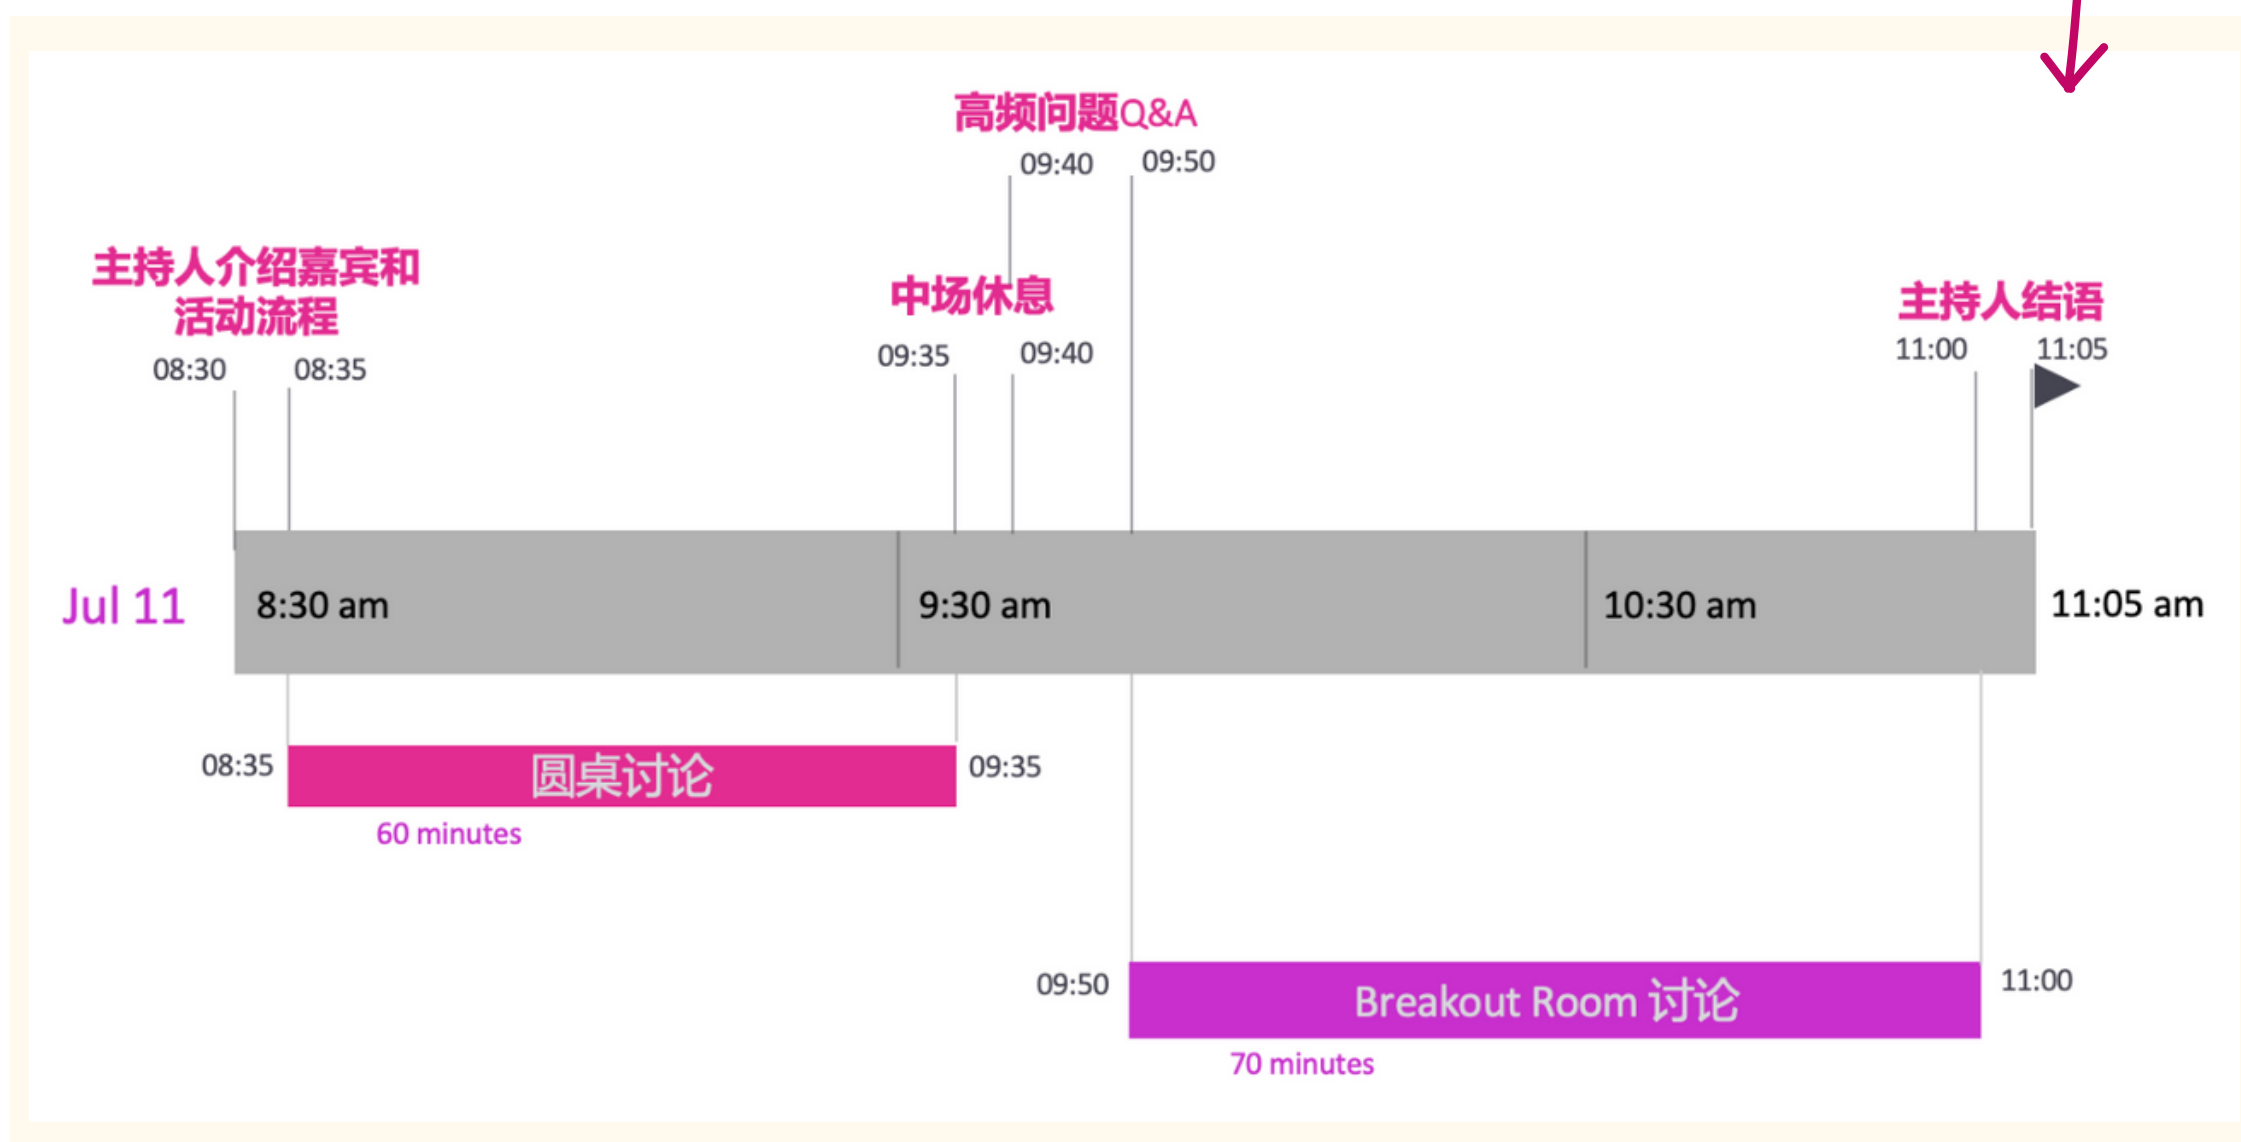 高频问题Q&A
09:40 09:50
主持人介绍嘉宾和
活动流程
08:30 08:35
中场休息
09:35 09:40
主持人结语
11:00 11:05
Jul 11 8:30 am 9:30 am 10:30 am 11:05 am
08:35 圆桌讨论 09:35
60 minutes
09:50 Breakout Room 讨论 11:00
70 minutes